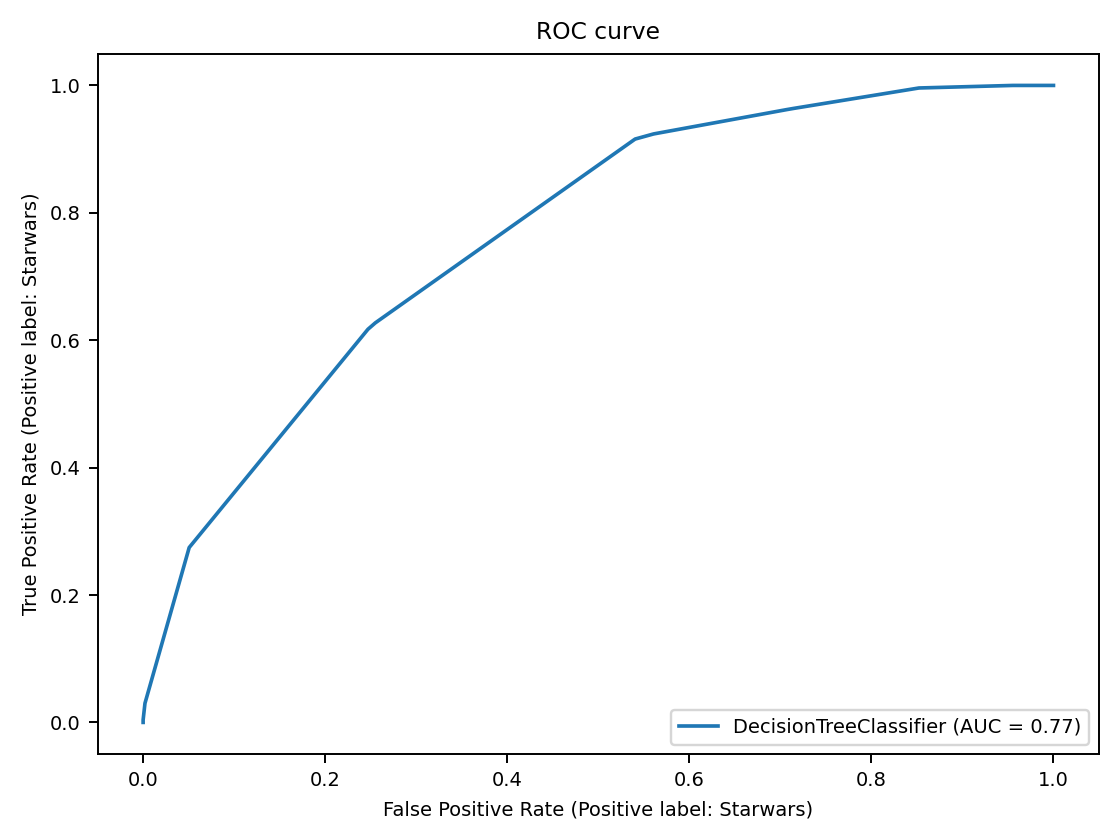 ROC curve
True Positive Rate (Positive label: Starwars)
1.0
0.8
0.6
0.4
0.2
0.0
0.0 0.2 0.4 0.6 0.8 1.0
False Positive Rate (Positive label: Starwars)
DecisionTreeClassifier (AUC = 0.77)